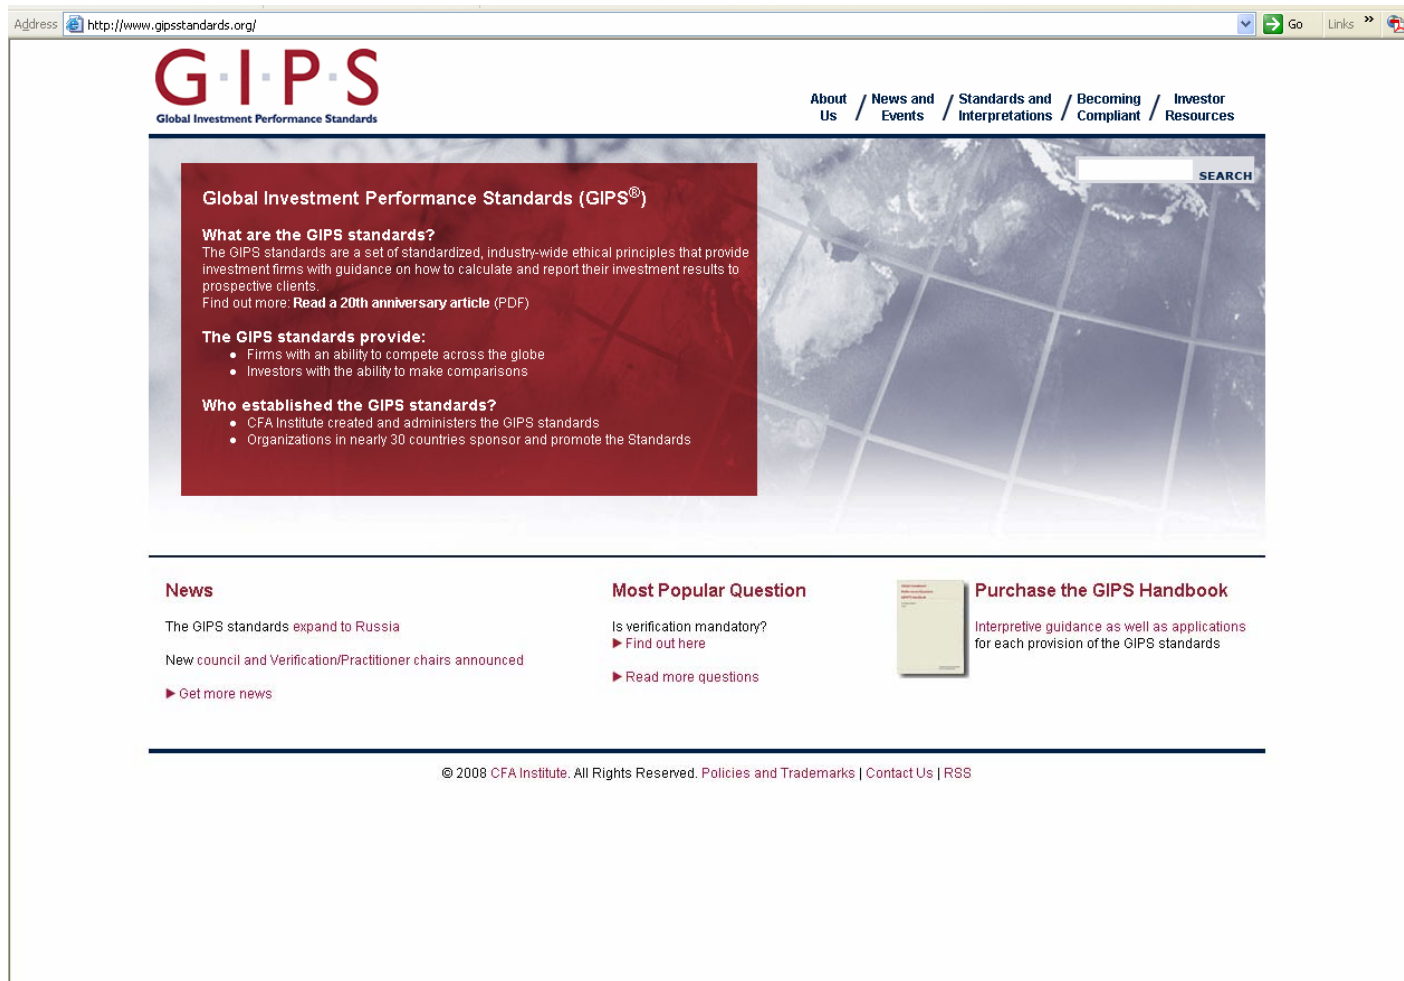 Address http://www.gipsstandards.org/ Go Links »
G·I·P·S
Global Investment Performance Standards
About Us / News and Events / Standards and Interpretations / Becoming Compliant / Investor Resources
SEARCH
Global Investment Performance Standards (GIPS®)
What are the GIPS standards?
The GIPS standards are a set of standardized, industry-wide ethical principles that provide
investment firms with guidance on how to calculate and report their investment results to
prospective clients.
Find out more: Read a 20th anniversary article (PDF)
The GIPS standards provide:
• Firms with an ability to compete across the globe
• Investors with the ability to make comparisons
Who established the GIPS standards?
• CFA Institute created and administers the GIPS standards
• Organizations in nearly 30 countries sponsor and promote the Standards
News
The GIPS standards expand to Russia
New council and Verification/Practitioner chairs announced
Get more news
Most Popular Question
Is verification mandatory?
Find out here
Read more questions
Purchase the GIPS Handbook
Interpretive guidance as well as applications
for each provision of the GIPS standards
© 2008 CFA Institute. All Rights Reserved. Policies and Trademarks | Contact Us | RSS